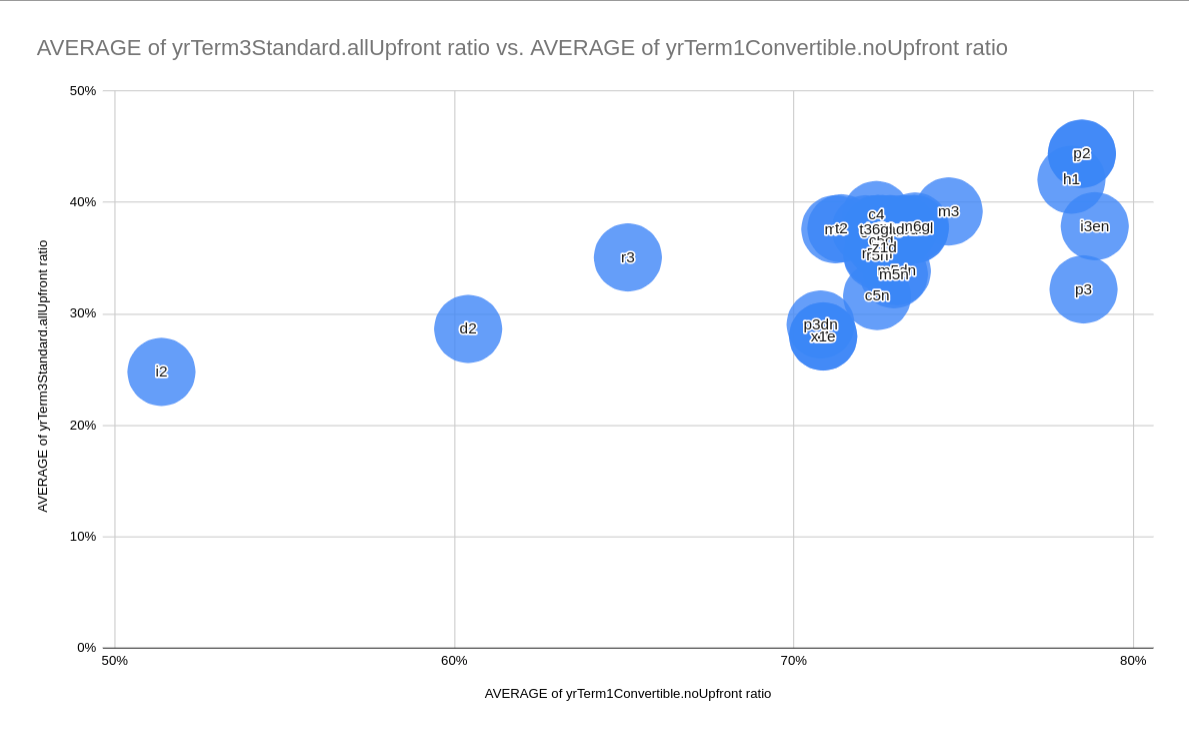 AVERAGE of yrTerm3Standard.allUpfront ratio vs. AVERAGE of yrTerm1Convertible.noUpfront ratio
50%
40%
30%
20%
10%
0%
AVERAGE of yrTerm3Standard.allUpfront ratio
p2
h1
c4
m3
t2
i3en
z1d
r3
m5n
c5n
p3
p3dn
x1e
d2
i2
50%
60%
70%
80%
AVERAGE of yrTerm1Convertible.noUpfront ratio